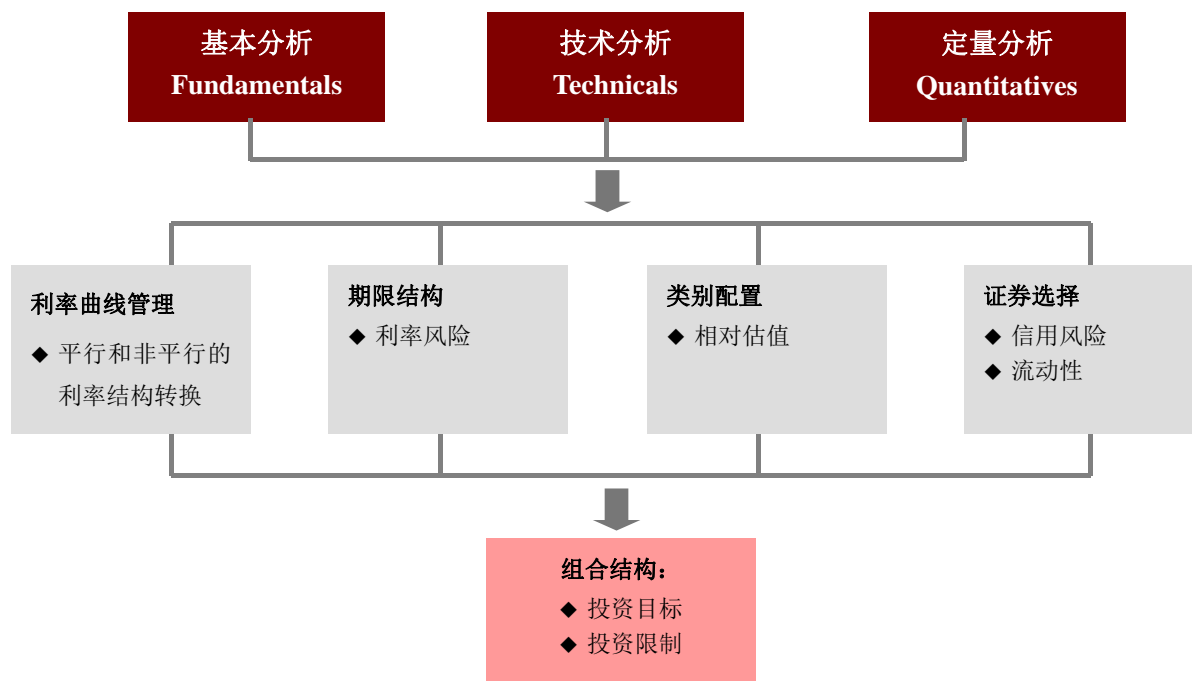 基本分析
Fundamentals
技术分析
Technicals
定量分析
Quantitatives
利率曲线管理
◆ 平行和非平行的
利率结构转换
期限结构
◆ 利率风险
类别配置
◆ 相对估值
证券选择
◆ 信用风险
◆ 流动性
组合结构：
◆ 投资目标
◆ 投资限制